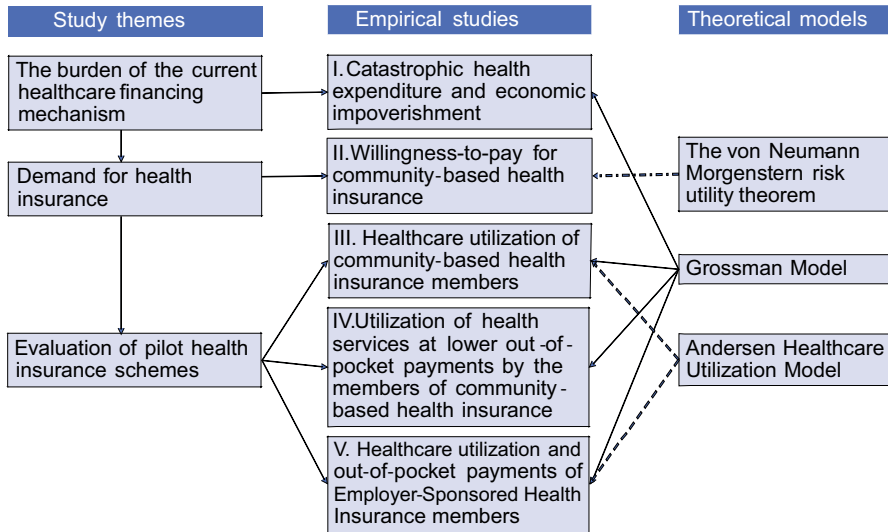 Study themes
Empirical studies
Theoretical models
The burden of the current
healthcare financing
mechanism
I. Catastrophic health
expenditure and economic
impoverishment
Demand for health
insurance
II. Willingness-to-pay for
community-based health
insurance
The von Neumann
Morgenstern risk
utility theorem
III. Healthcare utilization of
community-based health
insurance members
Grossman Model
Evaluation of pilot health
insurance schemes
IV. Utilization of health
services at lower out -of-
pocket payments by the
members of community-
based health insurance
Andersen Healthcare
Utilization Model
V. Healthcare utilization and
out-of-pocket payments of
Employer-Sponsored Health
Insurance members